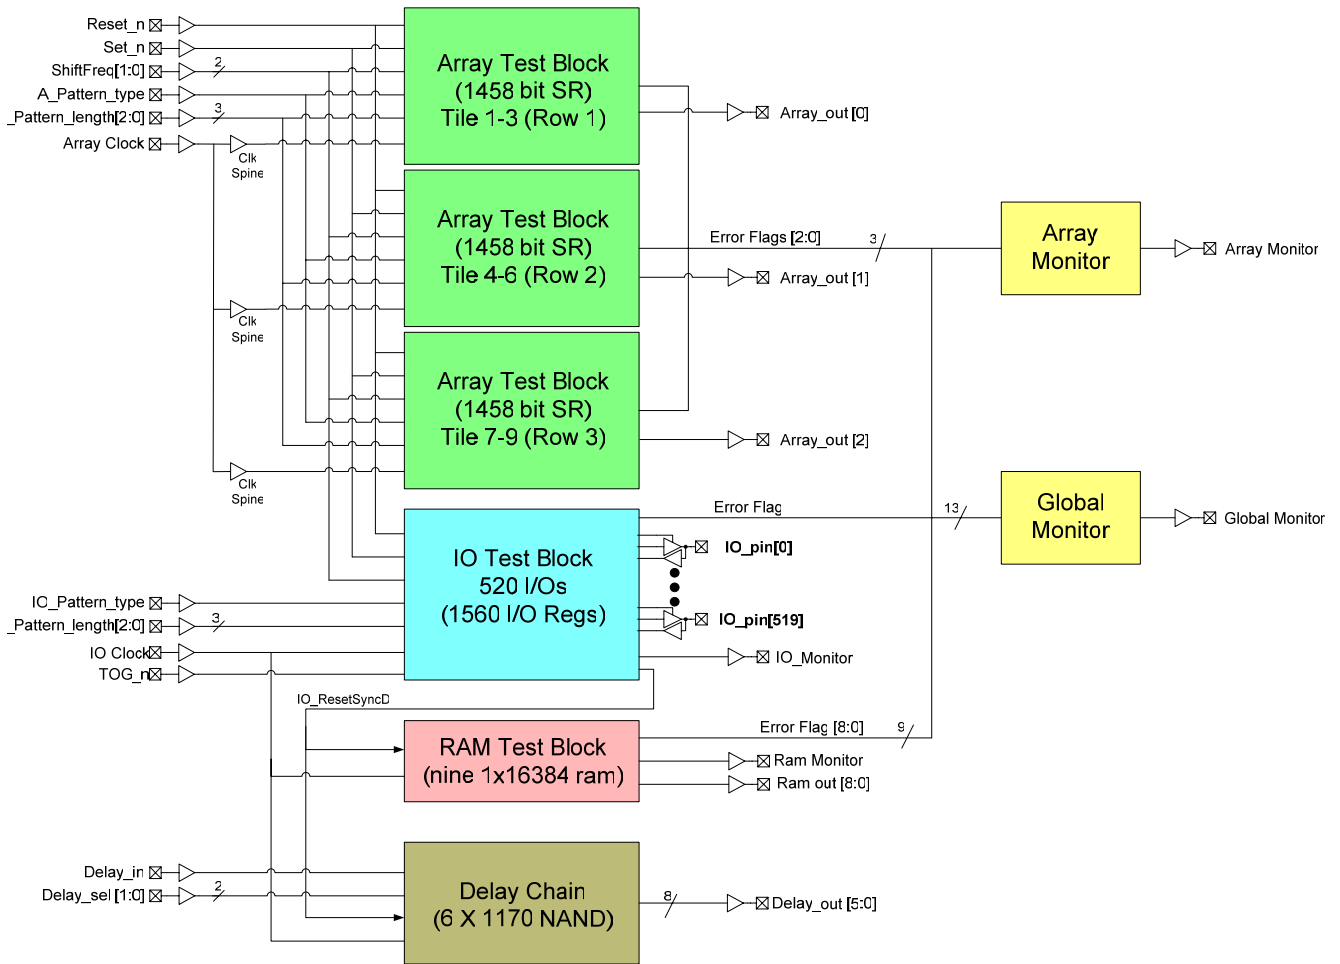 Reset_n
Set_n
ShiftFreq[1:0]
2
A_Pattern_type
_Pattern_length[2:0]
3
Array Clock
Clk
Spine
Array Test Block
(1458 bit SR)
Tile 1-3 (Row 1)
Array_out [0]
Array Test Block
(1458 bit SR)
Tile 4-6 (Row 2)
Error Flags [2:0]
3
Array_out [1]
Array
Monitor
Array Monitor
Clk
Spine
Array Test Block
(1458 bit SR)
Tile 7-9 (Row 3)
Array_out [2]
Clk
Spine
IO Test Block
520 I/Os
(1560 I/O Regs)
Error Flag
13
Global
Monitor
Global Monitor
IO_pin[0]
IO_pin[519]
IO_Monitor
IO_Pattern_type
_Pattern_length[2:0]
3
IO Clock
TOG_n
IO_ResetSyncD
RAM Test Block
(nine 1x16384 ram)
Error Flag [8:0]
9
Ram Monitor
Ram out [8:0]
Delay_in
Delay_sel [1:0]
2
Delay Chain
(6 X 1170 NAND)
8
Delay_out [5:0]